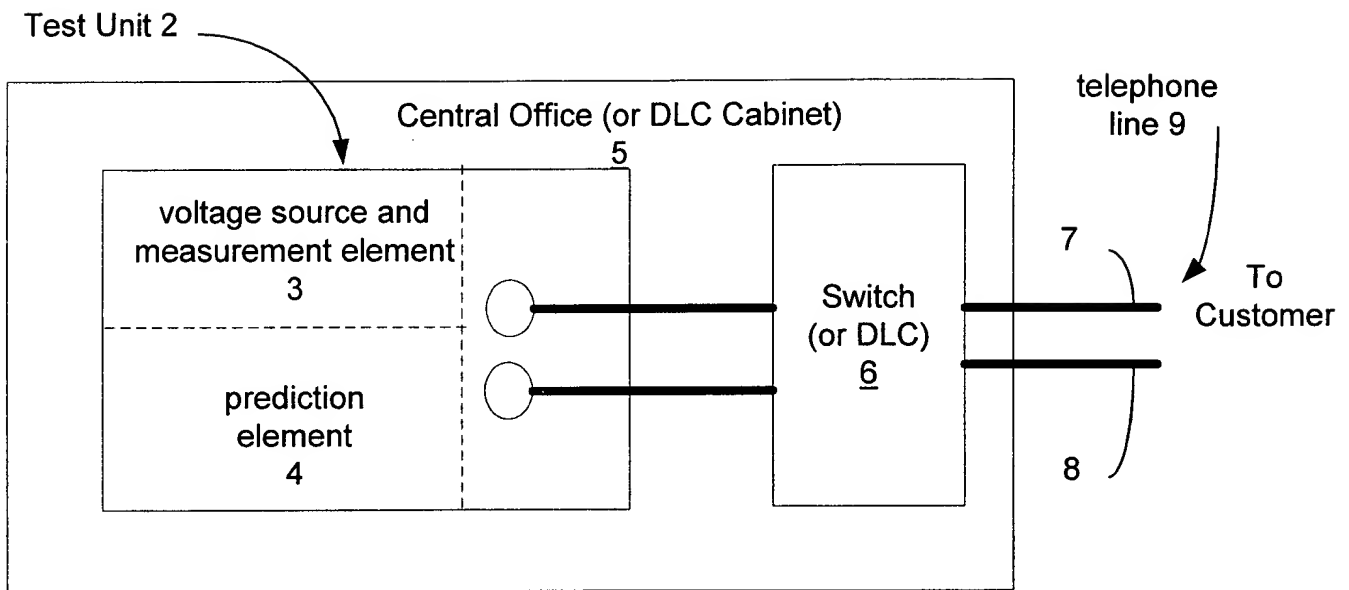 Test Unit 2
Central Office (or DLC Cabinet)
5
telephone
line 9
voltage source and
measurement element
3
prediction
element
4
Switch
(or DLC)
6
7
8
To
Customer